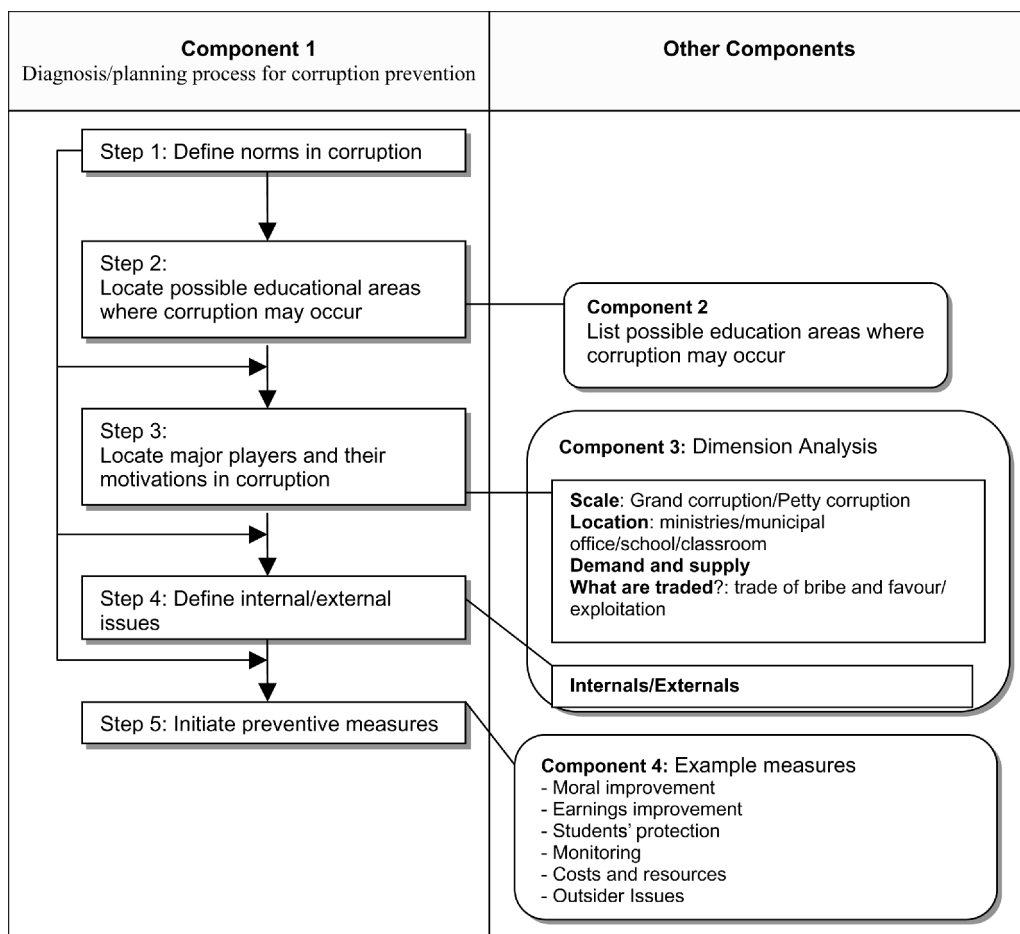 Component 1
Diagnosis/planning process for corruption prevention
Other Components
Step 1: Define norms in corruption
Step 2:
Locate possible educational areas
where corruption may occur
Component 2
List possible education areas where
corruption may occur
Step 3:
Locate major players and their
motivations in corruption
Component 3: Dimension Analysis
Scale: Grand corruption/Petty corruption
Location: ministries/municipal
office/school/classroom
Demand and supply
What are traded?: trade of bribe and favour/
exploitation
Step 4: Define internal/external
issues
Internals/Externals
Step 5: Initiate preventive measures
Component 4: Example measures
- Moral improvement
- Earnings improvement
- Students’ protection
- Monitoring
- Costs and resources
- Outsider Issues